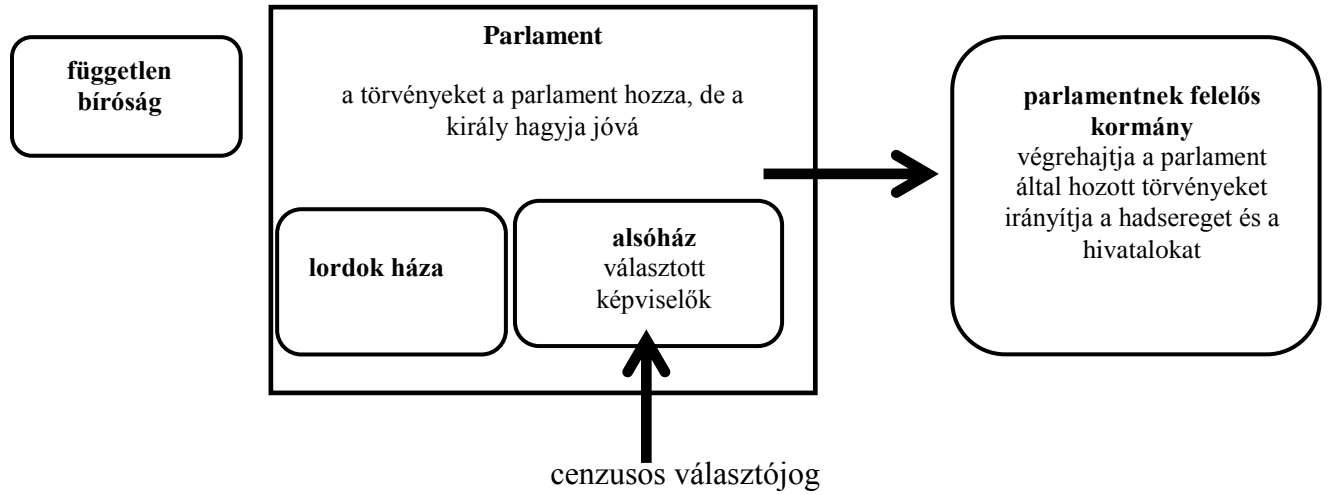 független
bíróság
Parlament
a törvényeket a parlament hozza, de a
király hagyja jóvá
lordok háza
alsóház
választott
képviselők
parlamentnek felelős
kormány
végrehajtja a parlament
által hozott törvényeket
irányítja a hadsereget és a
hivatalokat
cenzusos választójog